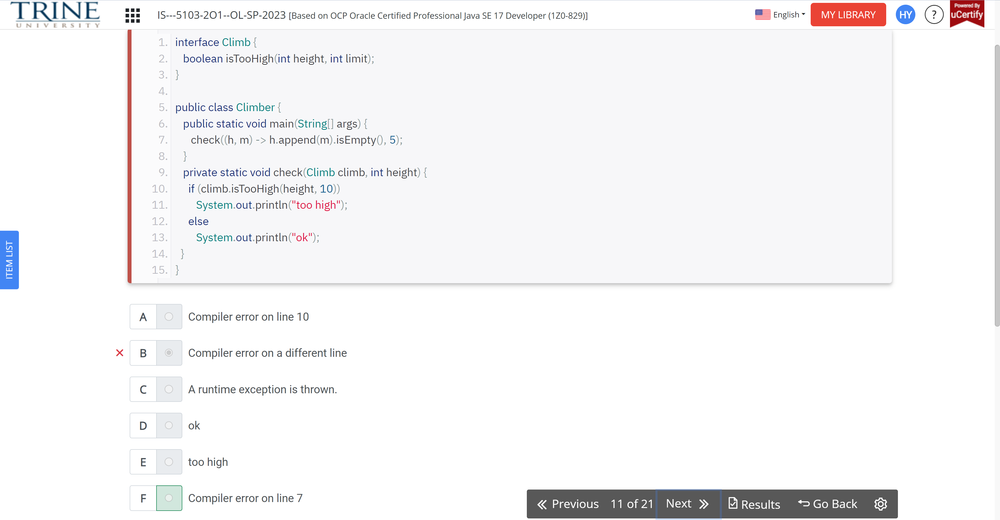 TRINE
UNIVERSITY
IS---5103-2O1--OL-SP-2023 [Based on OCP Oracle Certified Professional Java SE 17 Developer (1Z0-829)]
English
MY LIBRARY
HY
?
Powered By
uCertify
1. interface Climb {
2. boolean isTooHigh(int height, int limit);
3. }
4.
5. public class Climber {
6. public static void main(String[] args) {
7. check((h, m) -> h.append(m).isEmpty(), 5);
8. }
9. private static void check(Climb climb, int height) {
10. if (climb.isTooHigh(height, 10))
11. System.out.println("too high");
12. else
13. System.out.println("ok");
14. }
15. }
ITEM LIST
A Compiler error on line 10
B Compiler error on a different line
C A runtime exception is thrown.
D ok
E too high
F Compiler error on line 7
Previous 11 of 21 Next Results Go Back